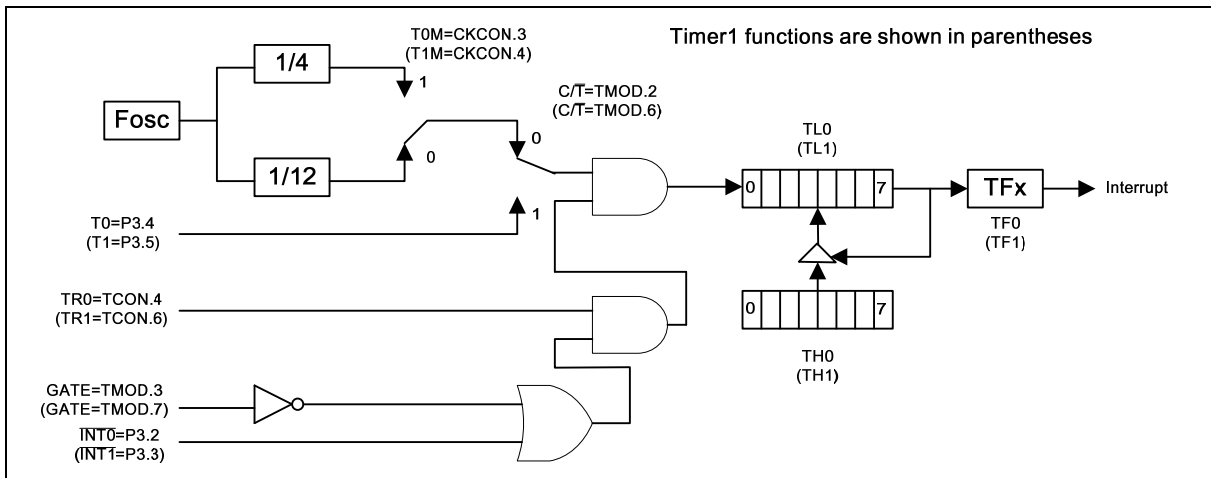 T0M=CKCON.3
(T1M=CKCON.4)
Timer1 functions are shown in parentheses
1/4
1
C/T̅=TMOD.2
(C/T̅=TMOD.6)
Fosc
0
0
TL0
(TL1)
1/12
0
7
TFx
Interrupt
T0=P3.4
(T1=P3.5)
1
TF0
(TF1)
TR0=TCON.4
(TR1=TCON.6)
0
7
TH0
(TH1)
GATE=TMOD.3
(GATE=TMOD.7)
I̅N̅T̅0̅=P3.2
(I̅N̅T̅1̅=P3.3)